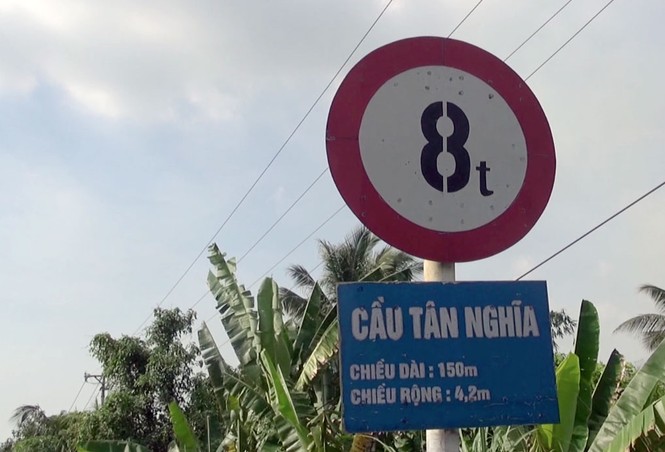 8t
CẦU TÂN NGHĨA
CHIỀU DÀI : 150m
CHIỀU RỘNG : 4,2m